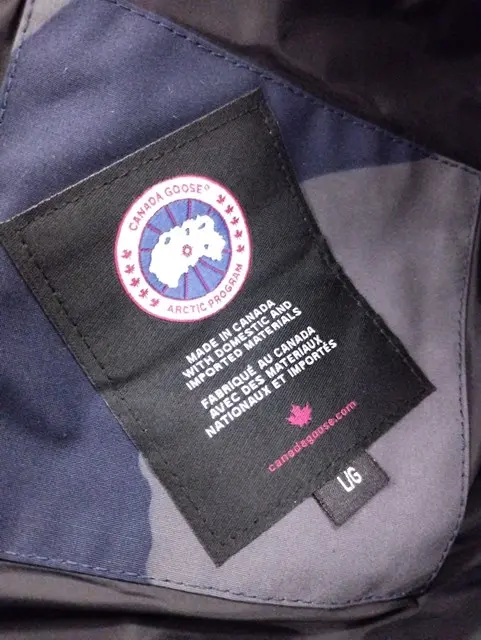 CANADA GOOSE®
ARCTIC PROGRAM
MADE IN CANADA
WITH DOMESTIC AND
IMPORTED MATERIALS
FABRIQUÉ AU CANADA
AVEC DES MATERIAUX
NATIONAUX ET IMPORTÉS
canadagoose.com
L/G